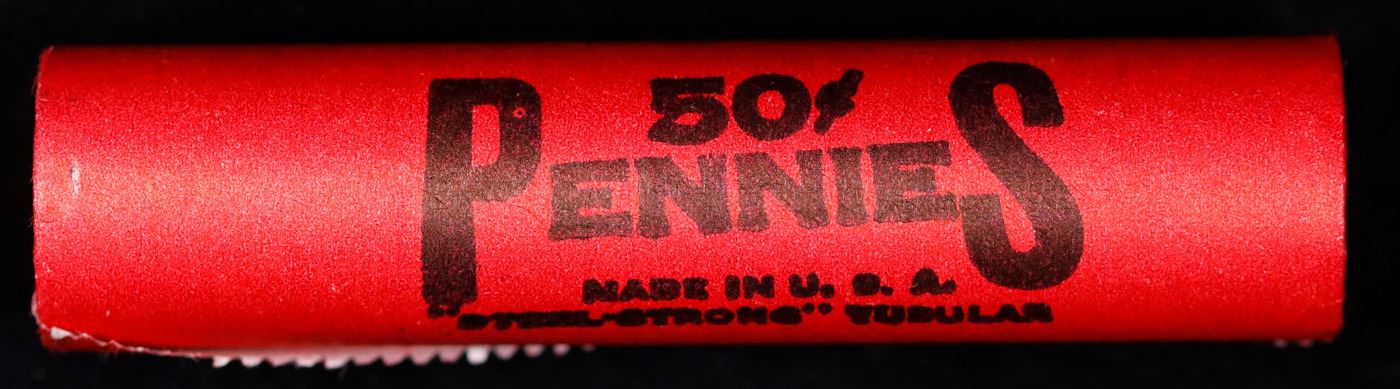 50¢
PENNIES
MADE IN U. S. A.
"STEEL-STRONG" TUBULAR